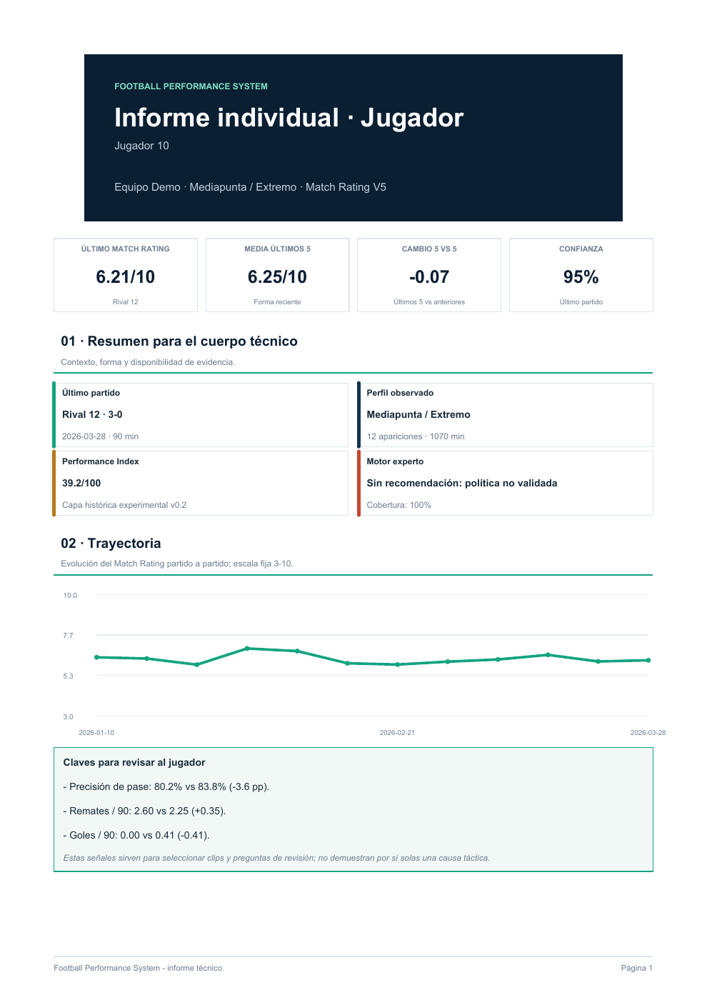 FOOTBALL PERFORMANCE SYSTEM
Informe individual · Jugador
Jugador 10
Equipo Demo · Mediapunta / Extremo · Match Rating V5
ÚLTIMO MATCH RATING
6.21/10
Rival 12
MEDIA ÚLTIMOS 5
6.25/10
Forma reciente
CAMBIO 5 VS 5
-0.07
Últimos 5 vs anteriores
CONFIANZA
95%
Último partido
01 · Resumen para el cuerpo técnico
Contexto, forma y disponibilidad de evidencia.
Último partido
Rival 12 · 3-0
2026-03-28 · 90 min
Perfil observado
Mediapunta / Extremo
12 apariciones · 1070 min
Performance Index
39.2/100
Capa histórica experimental v0.2
Motor experto
Sin recomendación: política no validada
Cobertura: 100%
02 · Trayectoria
Evolución del Match Rating partido a partido; escala fija 3-10.
10.0
7.7
5.3
3.0
2026-01-10
2026-02-21
2026-03-28
Claves para revisar al jugador
- Precisión de pase: 80.2% vs 83.8% (-3.6 pp).
- Remates / 90: 2.60 vs 2.25 (+0.35).
- Goles / 90: 0.00 vs 0.41 (-0.41).
Estas señales sirven para seleccionar clips y preguntas de revisión; no demuestran por sí solas una causa táctica.
Football Performance System - informe técnico
Página 1